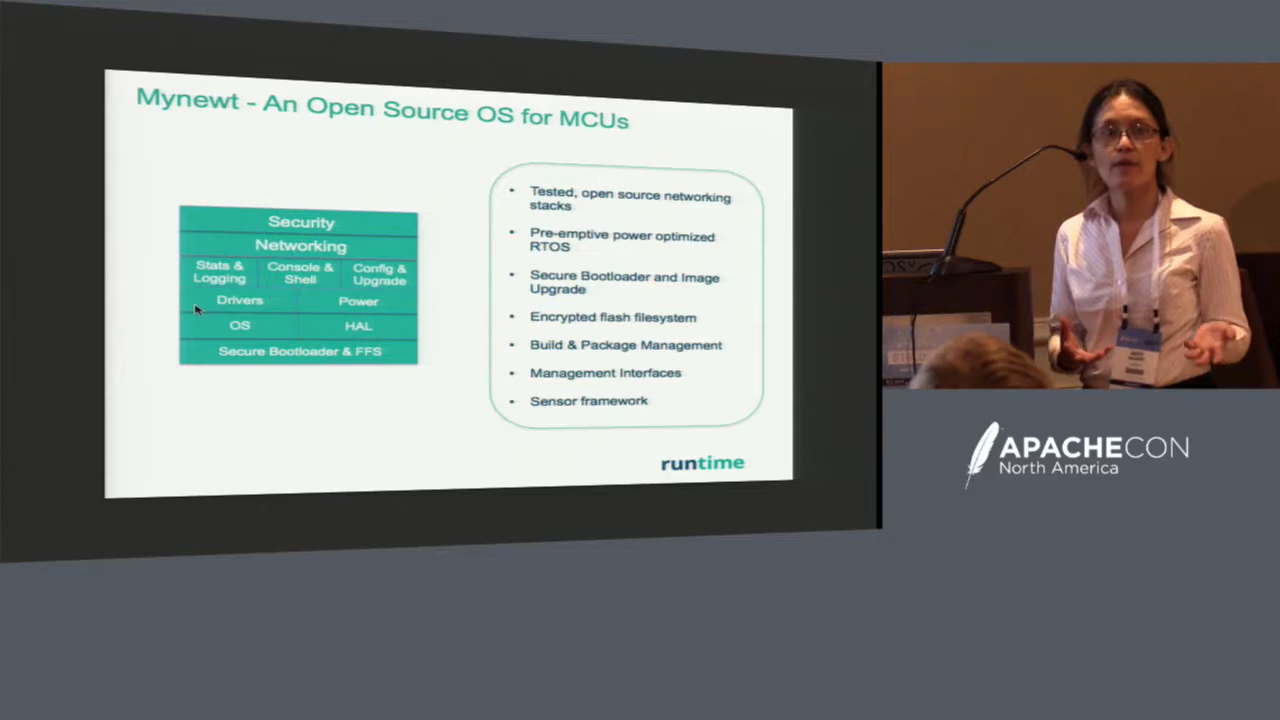 Mynewt - An Open Source OS for MCUs
Security
Networking
Stats &
Logging
Console &
Shell
Config &
Upgrade
Drivers
Power
OS
HAL
Secure Bootloader & FFS
• Tested, open source networking
stacks
• Pre-emptive power optimized
RTOS
• Secure Bootloader and Image
Upgrade
• Encrypted flash filesystem
• Build & Package Management
• Management Interfaces
• Sensor framework
runtime
APACHECON
North America